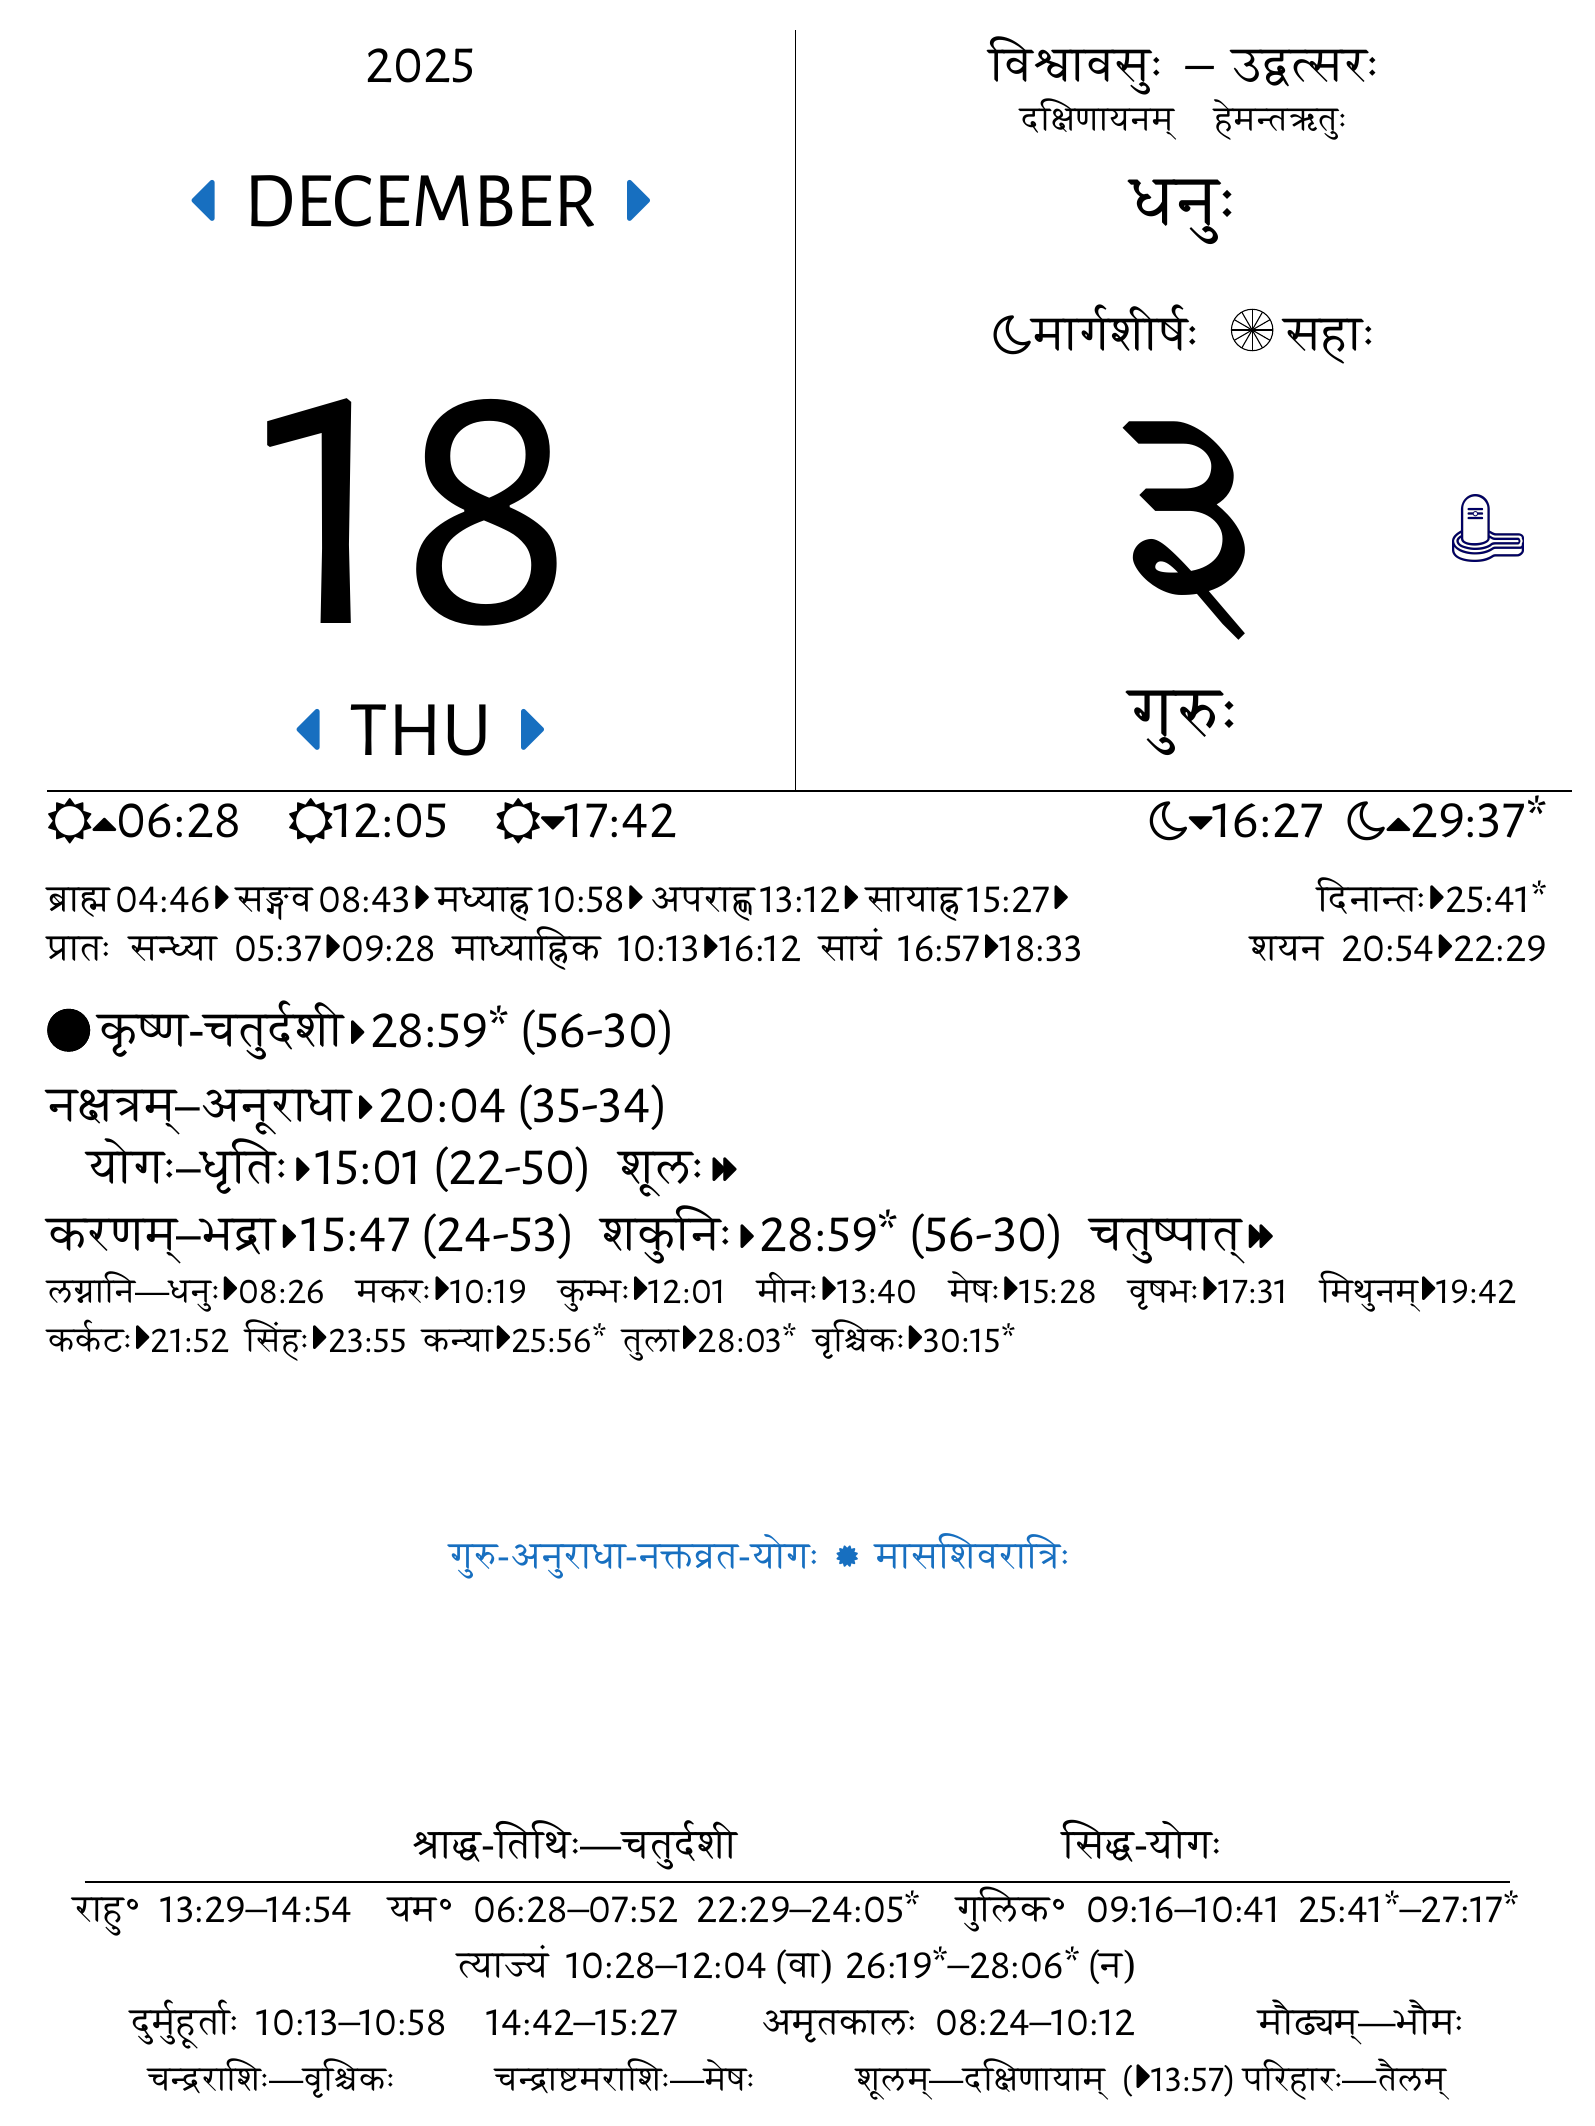 2025
DECEMBER
18
THU
विश्वावसुः – उद्वत्सरः
दक्षिणायनम् हेमन्तऋतुः
धनुः
मार्गशीर्षः सहाः
३
गुरुः
06:28 12:05 17:42 16:27 29:37*
ब्राह्म 04:46 सङ्गव 08:43 मध्याह्न 10:58 अपराह्ण 13:12 सायाह्न 15:27 दिनान्तः 25:41*
प्रातः सन्ध्या 05:37 09:28 माध्याह्निक 10:13 16:12 सायं 16:57 18:33 शयन 20:54 22:29
कृष्ण-चतुर्दशी 28:59* (56-30)
नक्षत्रम्–अनूराधा 20:04 (35-34)
योगः–धृतिः 15:01 (22-50) शूलः
करणम्–भद्रा 15:47 (24-53) शकुनिः 28:59* (56-30) चतुष्पात्
लग्नानि—धनुः 08:26 मकरः 10:19 कुम्भः 12:01 मीनः 13:40 मेषः 15:28 वृषभः 17:31 मिथुनम् 19:42
कर्कटः 21:52 सिंहः 23:55 कन्या 25:56* तुला 28:03* वृश्चिकः 30:15*
गुरु-अनुराधा-नक्तव्रत-योगः ✹ मासशिवरात्रिः
श्राद्ध-तिथिः—चतुर्दशी सिद्ध-योगः
राहु॰ 13:29–14:54 यम॰ 06:28–07:52 22:29–24:05* गुलिक॰ 09:16–10:41 25:41*–27:17*
त्याज्यं 10:28–12:04 (वा) 26:19*–28:06* (न)
दुर्मुहूर्ताः 10:13–10:58 14:42–15:27 अमृतकालः 08:24–10:12 मौढ्यम्—भौमः
चन्द्रराशिः—वृश्चिकः चन्द्राष्टमराशिः—मेषः शूलम्—दक्षिणायाम् (13:57) परिहारः—तैलम्